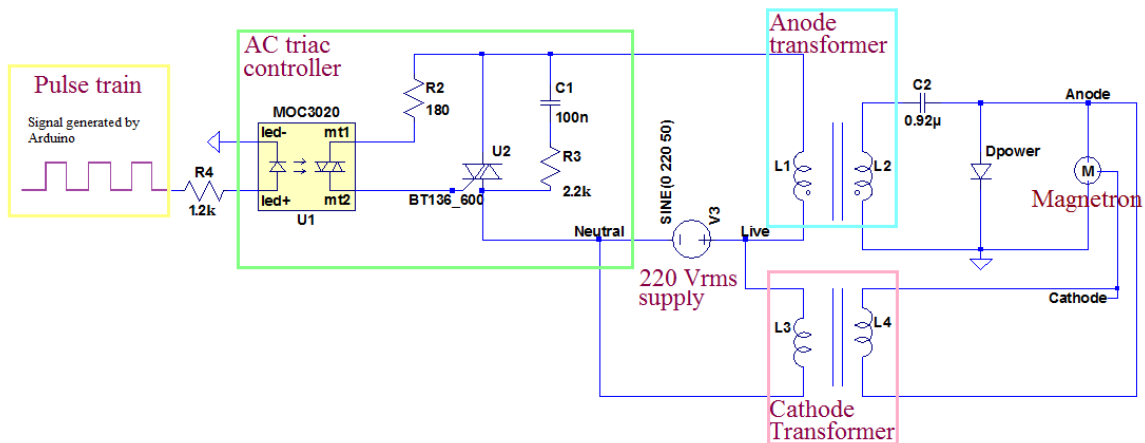 Pulse train
Signal generated by
Arduino
R4
1.2k
AC triac
controller
MOC3020
led-
mt1
led+
mt2
U1
R2
180
C1
100n
U2
R3
2.2k
BT136_600
Neutral
SINE(0 220 50)
V3
Live
220 Vrms
supply
Anode
transformer
L1
L2
C2
0.92µ
Anode
Dpower
M
Magnetron
Cathode
L3
L4
Cathode
Transformer